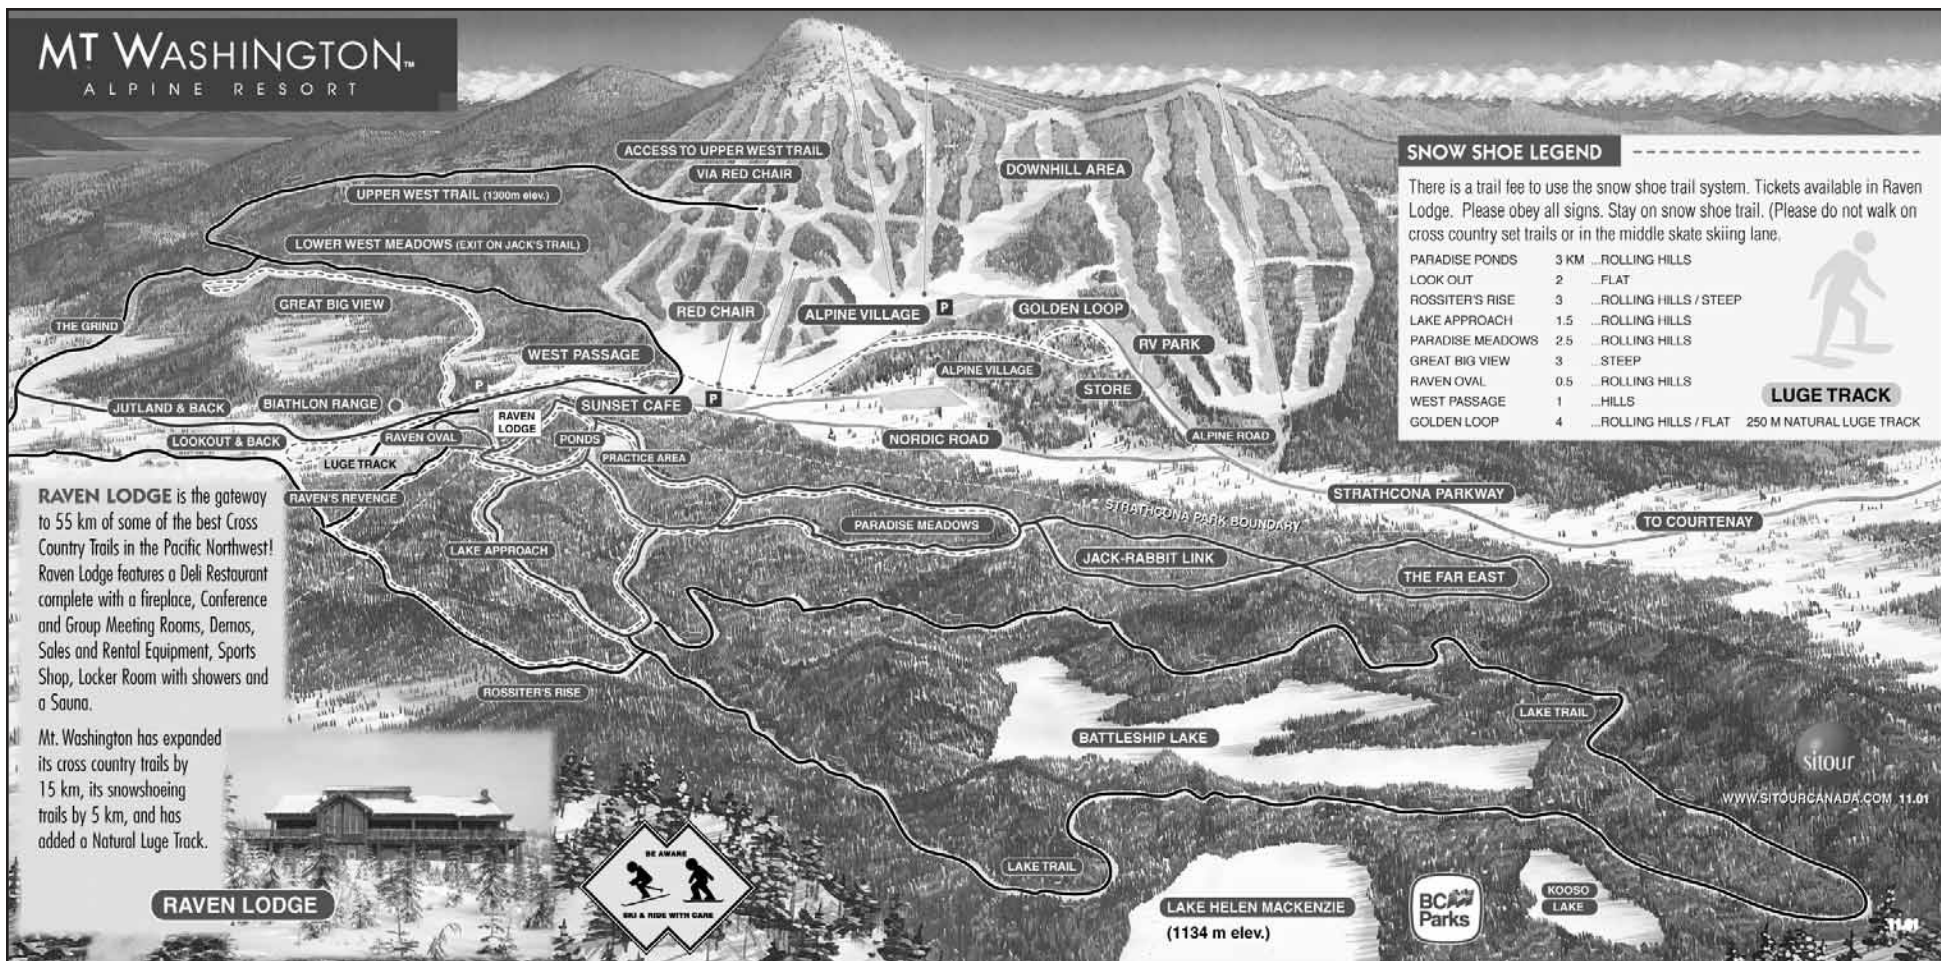 MT WASHINGTON™
ALPINE RESORT
ACCESS TO UPPER WEST TRAIL
VIA RED CHAIR
UPPER WEST TRAIL (1300m elev.)
LOWER WEST MEADOWS (EXIT ON JACK'S TRAIL)
DOWNHILL AREA
GREAT BIG VIEW
THE GRIND
RED CHAIR
ALPINE VILLAGE
P
GOLDEN LOOP
RV PARK
WEST PASSAGE
ALPINE VILLAGE
STORE
P
P
JUTLAND & BACK
BIATHLON RANGE
SUNSET CAFE
RAVEN
LODGE
LOOKOUT & BACK
RAVEN OVAL
PONDS
NORDIC ROAD
ALPINE ROAD
LUGE TRACK
PRACTICE AREA
RAVEN'S REVENGE
STRATHCONA PARKWAY
STRATHCONA PARK BOUNDARY
TO COURTENAY
PARADISE MEADOWS
LAKE APPROACH
JACK-RABBIT LINK
THE FAR EAST
ROSSITER'S RISE
LAKE TRAIL
BATTLESHIP LAKE
LAKE TRAIL
LAKE HELEN MACKENZIE
(1134 m elev.)
KOOSO
LAKE
SNOW SHOE LEGEND
There is a trail fee to use the snow shoe trail system. Tickets available in Raven
Lodge. Please obey all signs. Stay on snow shoe trail. (Please do not walk on
cross country set trails or in the middle skate skiing lane.
PARADISE PONDS 3 KM ...ROLLING HILLS
LOOK OUT 2 ...FLAT
ROSSITER'S RISE 3 ...ROLLING HILLS / STEEP
LAKE APPROACH 1.5 ...ROLLING HILLS
PARADISE MEADOWS 2.5 ...ROLLING HILLS
GREAT BIG VIEW 3 ...STEEP
RAVEN OVAL 0.5 ...ROLLING HILLS
WEST PASSAGE 1 ...HILLS
GOLDEN LOOP 4 ...ROLLING HILLS / FLAT
LUGE TRACK
250 M NATURAL LUGE TRACK
RAVEN LODGE is the gateway
to 55 km of some of the best Cross
Country Trails in the Pacific Northwest!
Raven Lodge features a Deli Restaurant
complete with a fireplace, Conference
and Group Meeting Rooms, Demos,
Sales and Rental Equipment, Sports
Shop, Locker Room with showers and
a Sauna.
Mt. Washington has expanded
its cross country trails by
15 km, its snowshoeing
trails by 5 km, and has
added a Natural Luge Track.
RAVEN LODGE
BE AWARE
SKI & RIDE WITH CARE
BC
Parks
sitour
WWW.SITOURCANADA.COM 11.01
11.01